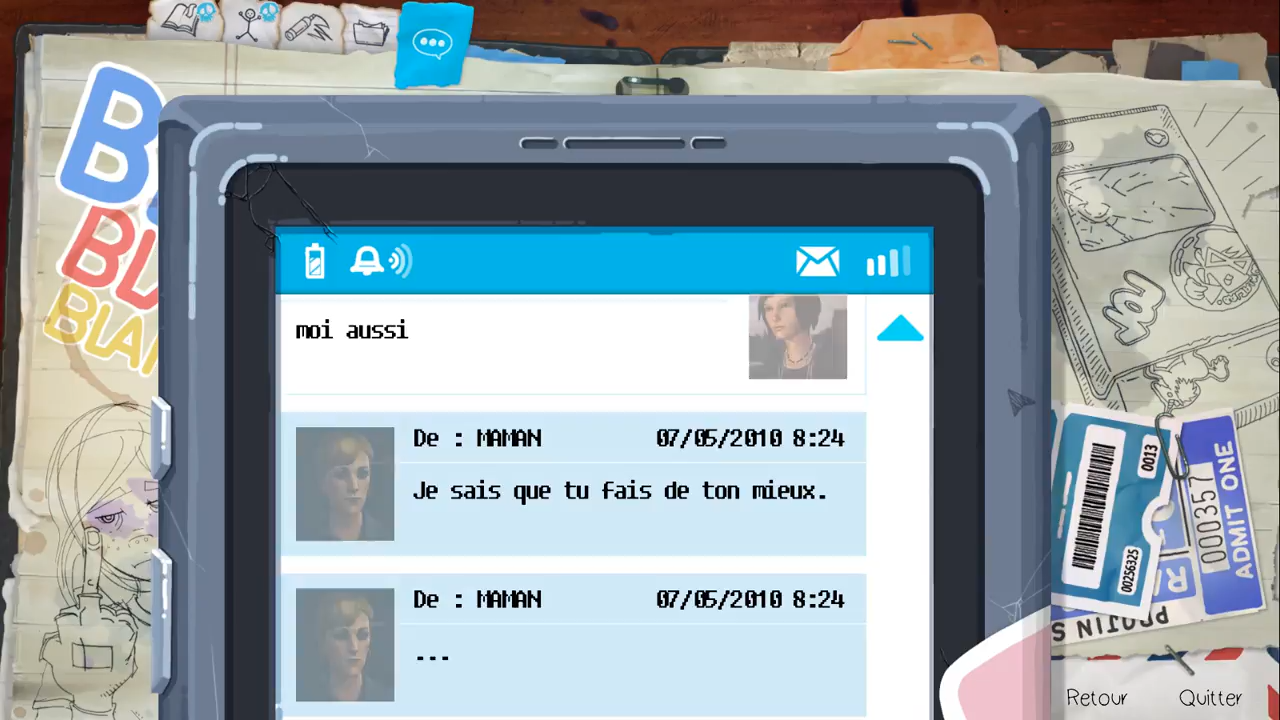 moi aussi
De : MAMAN 07/05/2010 8:24
Je sais que tu fais de ton mieux.
De : MAMAN 07/05/2010 8:24
---
0013
00256325
000357
ADMIT ONE
Retour Quitter